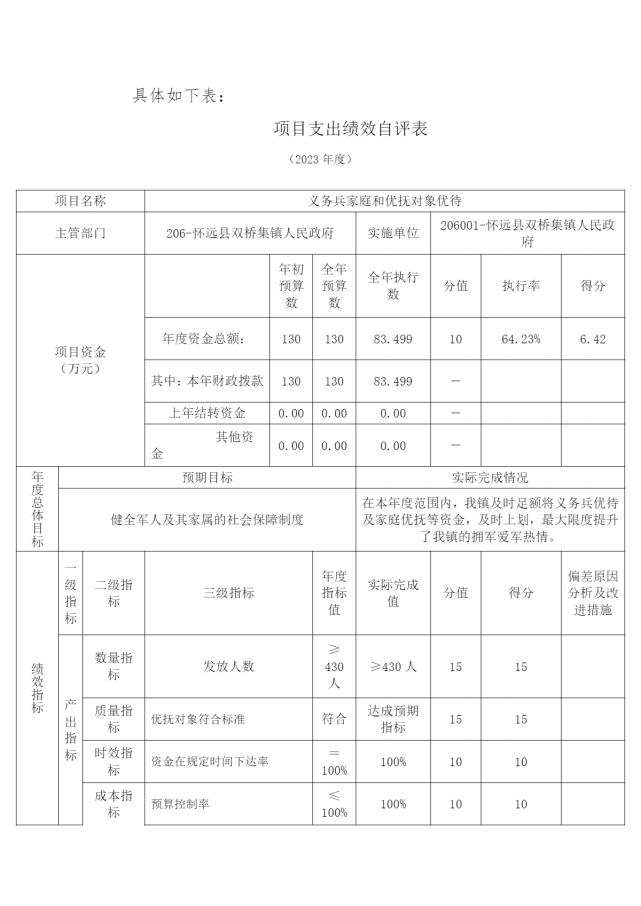 具体如下表：
项目支出绩效自评表
（2023 年度）
项目名称 义务兵家庭和优抚对象优待
主管部门 206-怀远县双桥集镇人民政府 实施单位 206001-怀远县双桥集镇人民政
府
项目资金
（万元）
年初
预算
数
全年
预算
数
全年执行
数
分值 执行率 得分
年度资金总额： 130 130 83.499 10 64.23% 6.42
其中：本年财政拨款 130 130 83.499 －
上年结转资金 0.00 0.00 0.00 －
其他资
金
0.00 0.00 0.00 －
年度总体目标
预期目标 实际完成情况
健全军人及其家属的社会保障制度
在本年度范围内，我镇及时足额将义务兵优待
及家庭优抚等资金，及时上划，最大限度提升
了我镇的拥军爱军热情。
绩效指标
一级指标
二级指
标
三级指标
年度
指标
值
实际完成
值
分值 得分
偏差原因
分析及改
进措施
产出指标
数量指
标
发放人数
≥
430
人
≥430 人 15 15
质量指
标
优抚对象符合标准 符合
达成预期
指标
15 15
时效指
标
资金在规定时间下达率
＝
100%
100% 10 10
成本指
标
预算控制率
≤
100%
100% 10 10